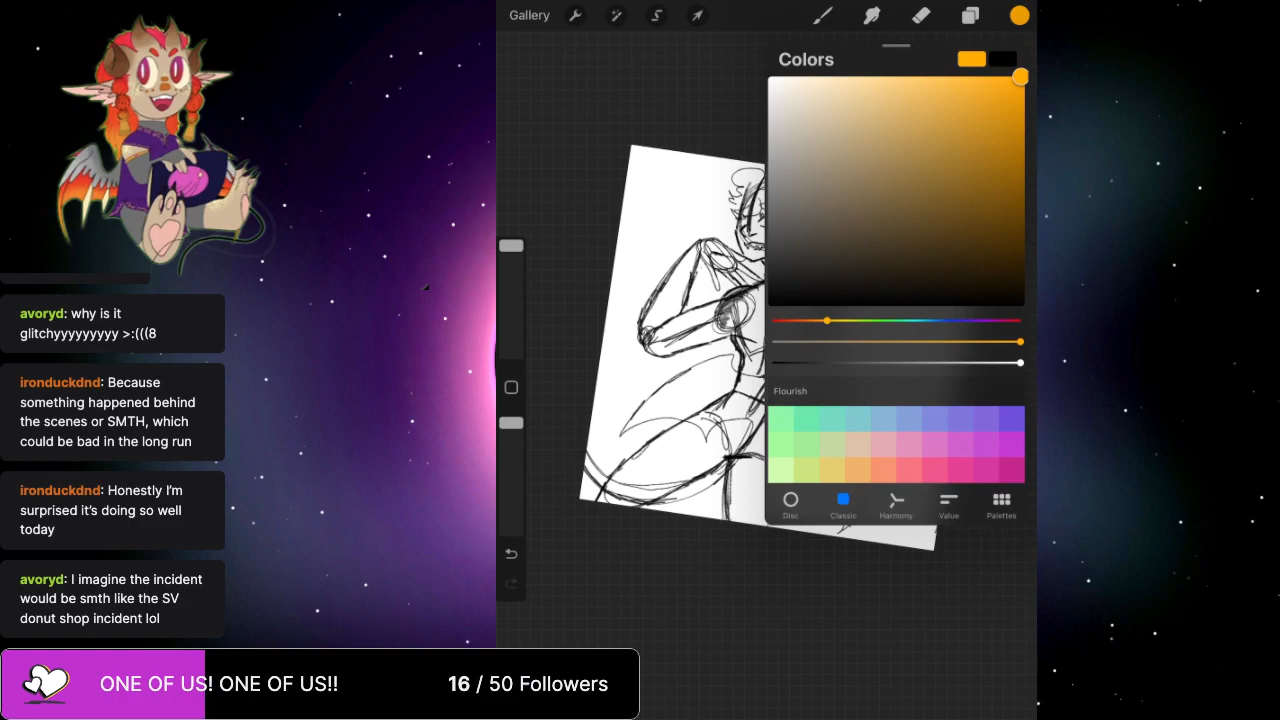 Gallery
Colors
Flourish
Disc
Classic
Harmony
Value
Palettes
avoryd: why is it
glitchyyyyyyyyy >:(((8
ironduckdnd: Because
something happened behind
the scenes or SMTH, which
could be bad in the long run
ironduckdnd: Honestly I'm
surprised it's doing so well
today
avoryd: I imagine the incident
would be smth like the SV
donut shop incident lol
ONE OF US! ONE OF US!!
16 / 50 Followers